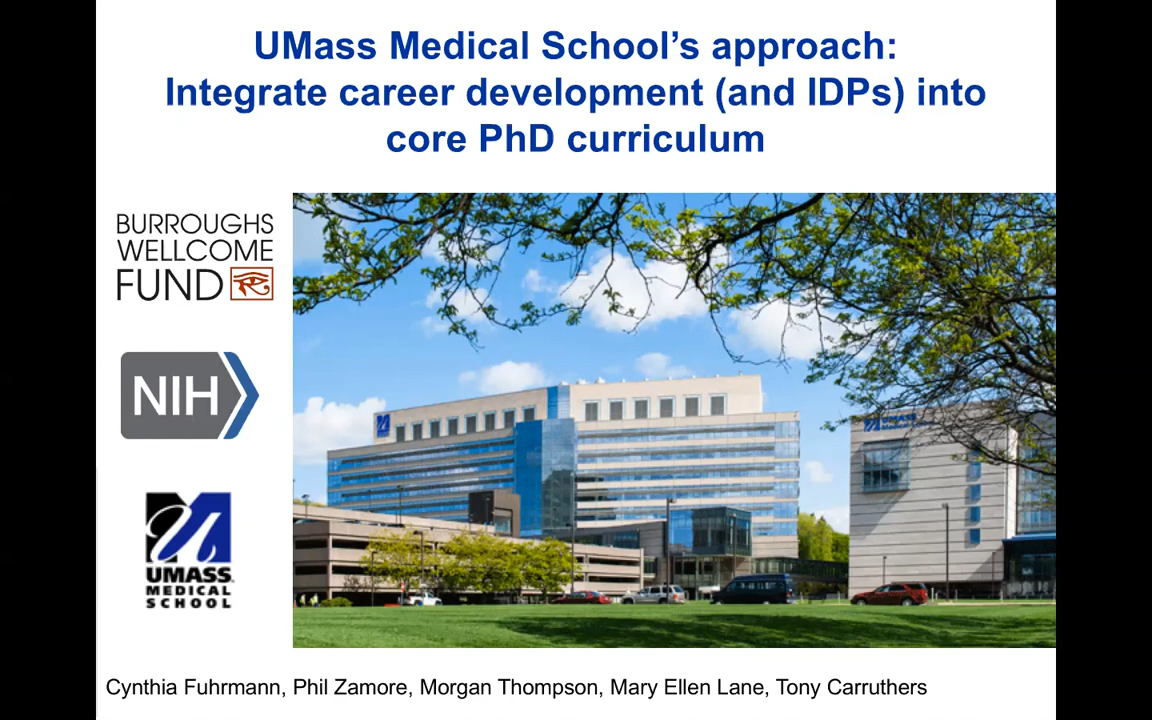 UMass Medical School’s approach:
Integrate career development (and IDPs) into
core PhD curriculum
BURROUGHS
WELLCOME
FUND
NIH
UMASS
MEDICAL
SCHOOL
Cynthia Fuhrmann, Phil Zamore, Morgan Thompson, Mary Ellen Lane, Tony Carruthers